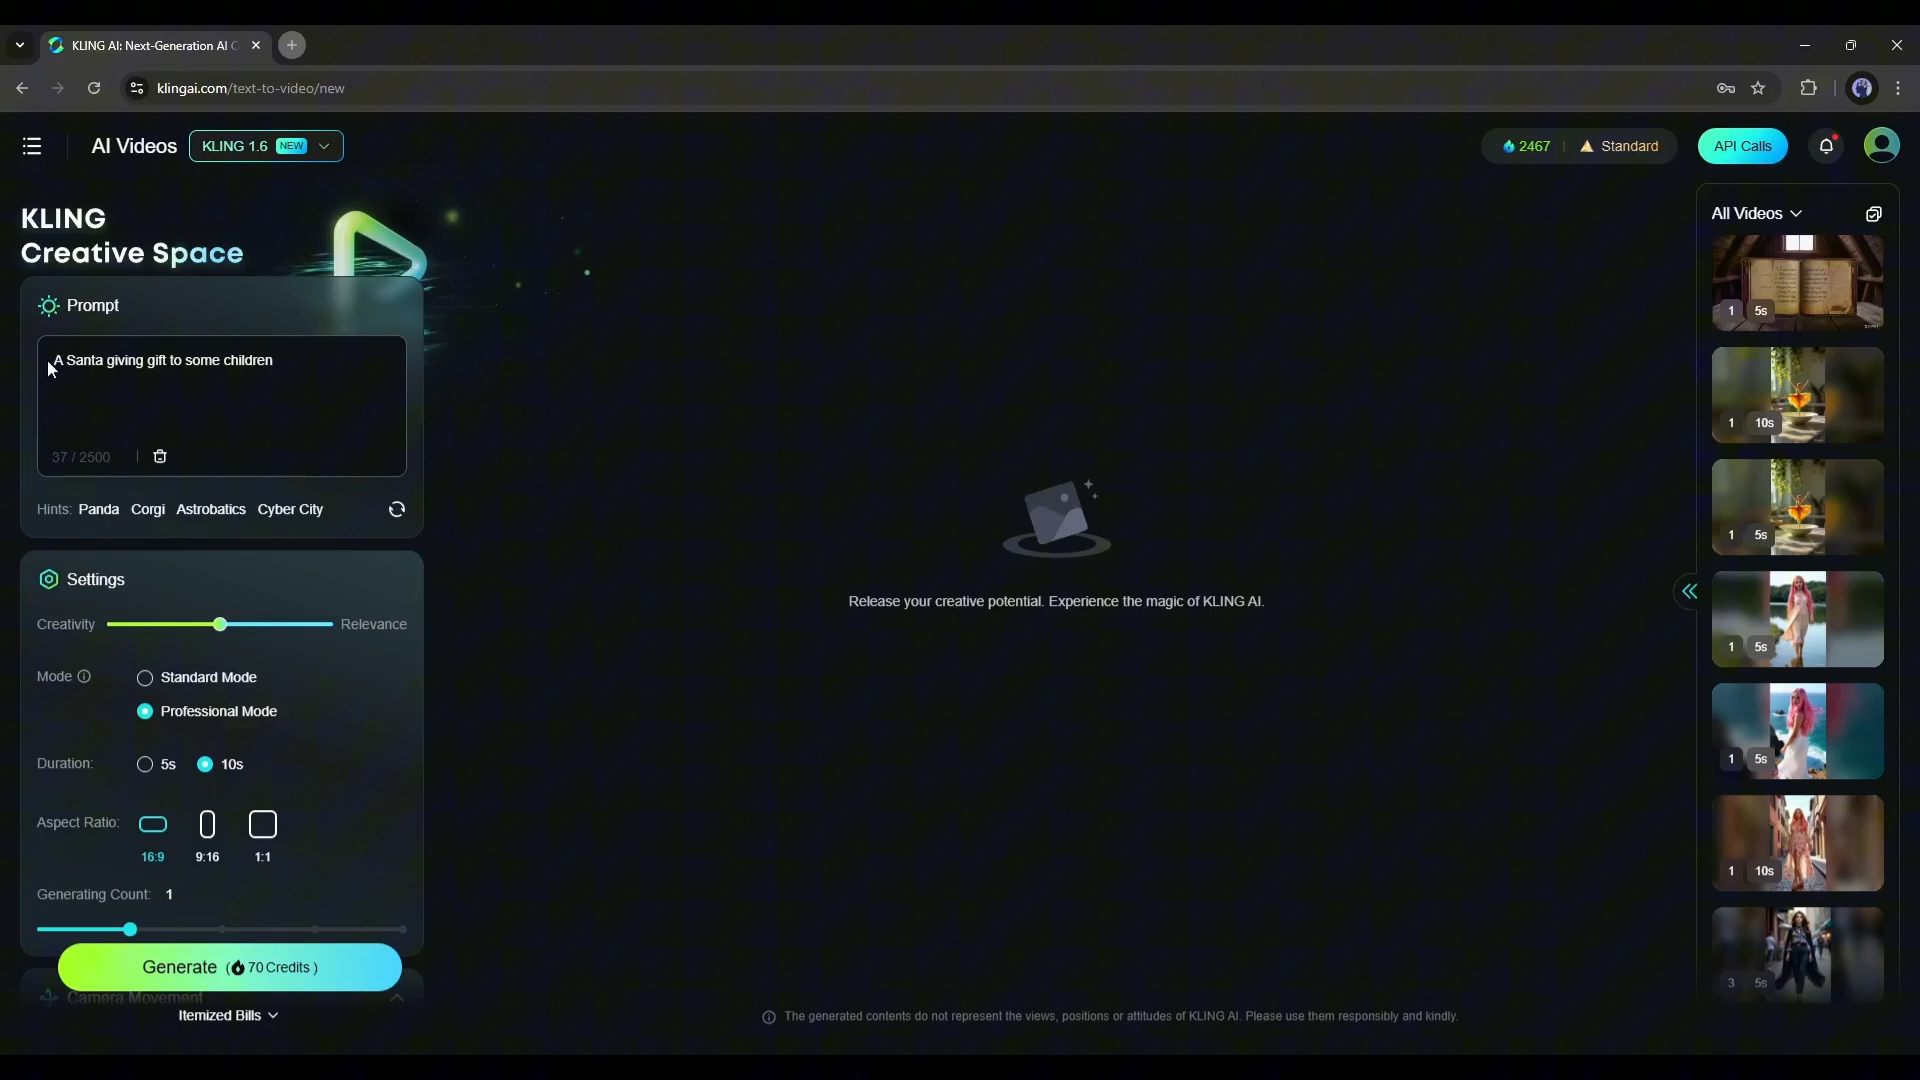 KLING AI: Next-Generation AI C
klingai.com/text-to-video/new
AI Videos
KLING 1.6 NEW
2467
Standard
API Calls
KLING
Creative Space
All Videos
Prompt
A Santa giving gift to some children
37 / 2500
Hints: Panda Corgi Astrobatics Cyber City
Settings
Creativity
Relevance
Mode
Standard Mode
Professional Mode
Duration:
5s
10s
Aspect Ratio:
16:9
9:16
1:1
Generating Count: 1
Generate ( 70 Credits )
Camera Movement
Itemized Bills
Release your creative potential. Experience the magic of KLING AI.
The generated contents do not represent the views, positions or attitudes of KLING AI. Please use them responsibly and kindly.
1 5s
1 10s
1 5s
1 5s
1 5s
1 10s
3 5s